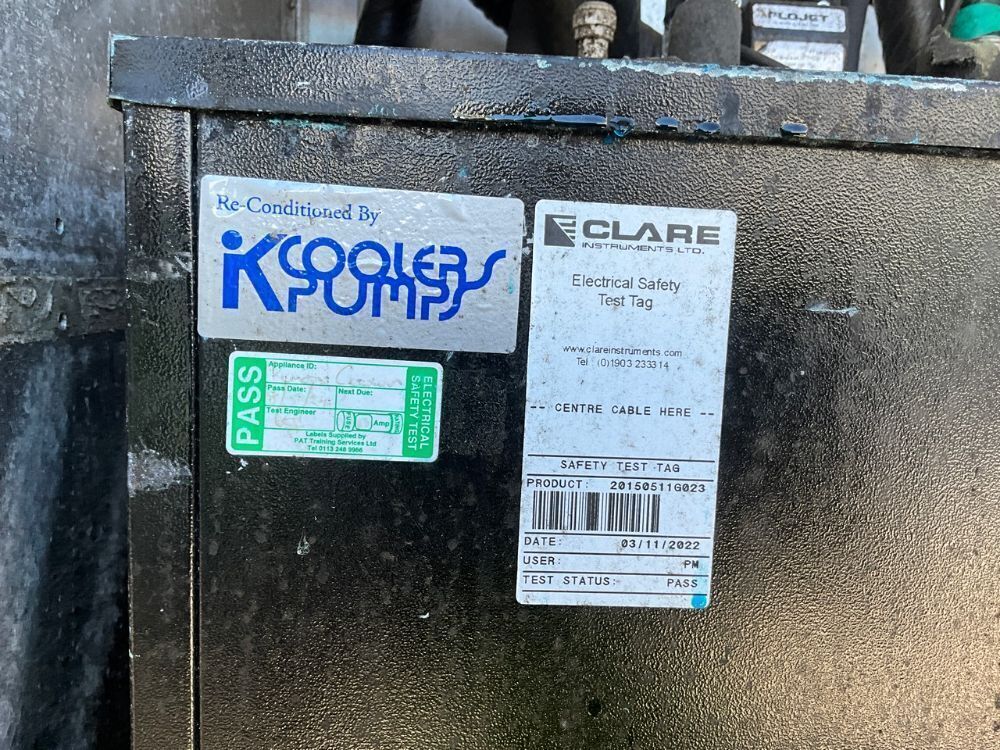 FLOJET
Re-Conditioned By
iK COOLERS
PUMPS
CLARE
INSTRUMENTS LTD.
Electrical Safety
Test Tag
www.clareinstruments.com
Tel (0)1903 233314
-- CENTRE CABLE HERE --
SAFETY TEST TAG
PRODUCT: 20150511G023
DATE: 03/11/2022
USER: PM
TEST STATUS: PASS
PASS
Appliance ID:
Pass Date: Next Due:
Test Engineer
FUSE Amp
Labels Supplied by
PAT Training Services Ltd
Tel 0113 248 9966
ELECTRICAL
SAFETY TEST